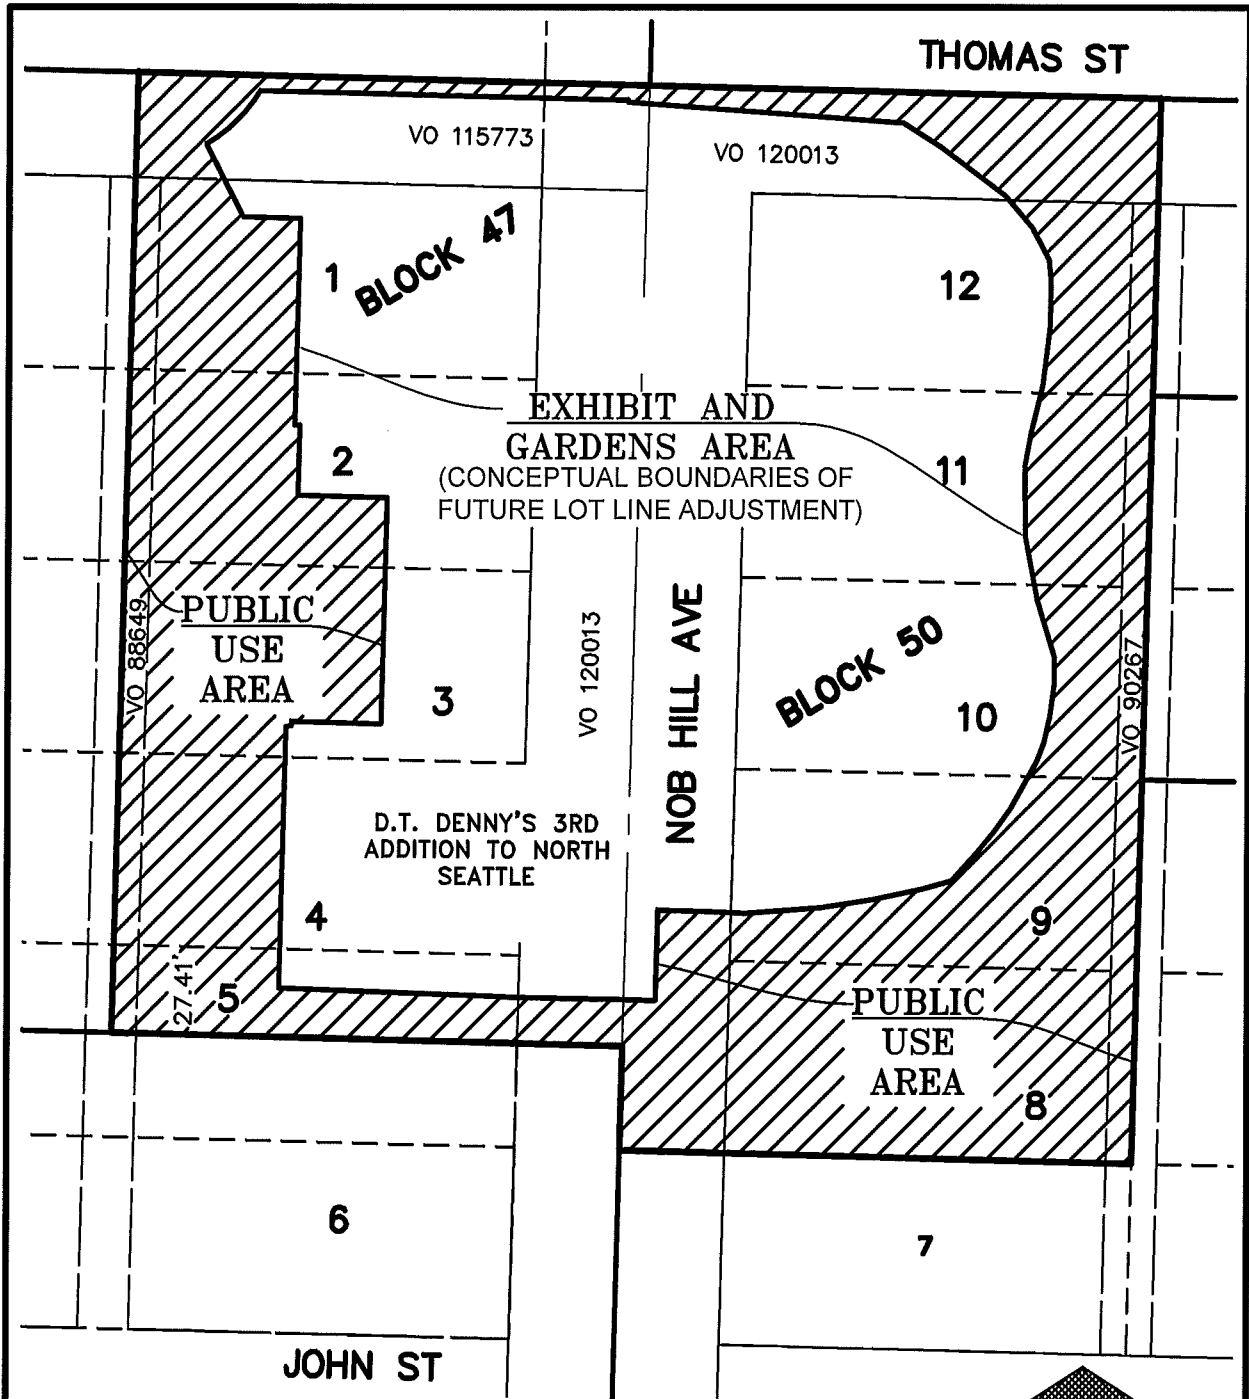 THOMAS ST
VO 115773
VO 120013
BLOCK 47
1
12
EXHIBIT AND
GARDENS AREA
(CONCEPTUAL BOUNDARIES OF
FUTURE LOT LINE ADJUSTMENT)
2
11
PUBLIC
USE
AREA
VO 88649
3
VO 120013
NOB HILL AVE
BLOCK 50
10
VO 90267
D.T. DENNY'S 3RD
ADDITION TO NORTH
SEATTLE
4
9
27.41'
5
PUBLIC
USE
AREA
8
6
7
JOHN ST